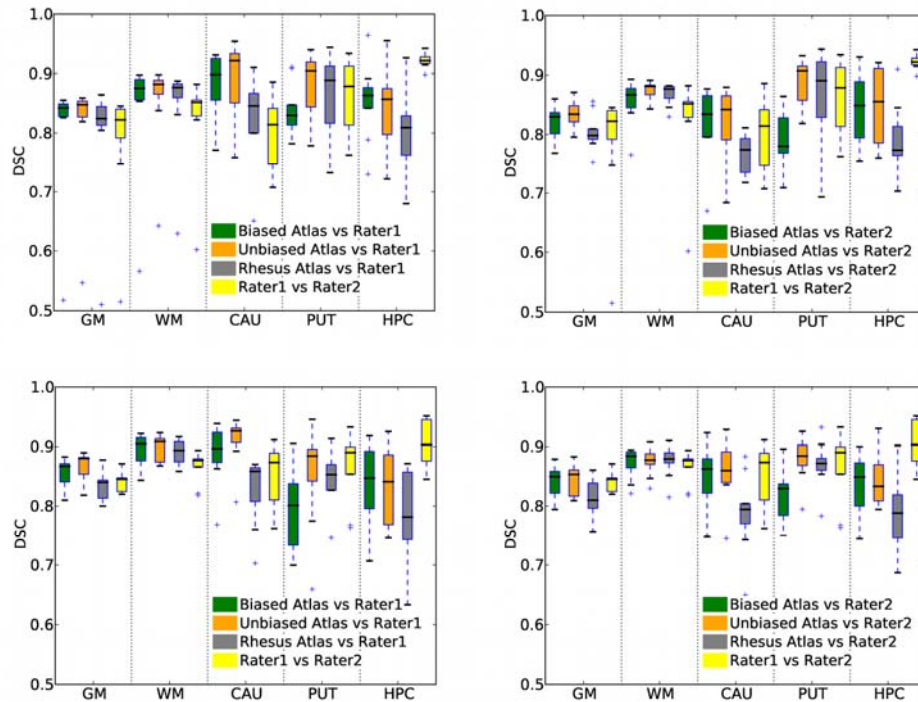 1.0
0.9
0.8
0.7
0.6
0.5
DSC
Biased Atlas vs Rater1
Unbiased Atlas vs Rater1
Rhesus Atlas vs Rater1
Rater1 vs Rater2
GM WM CAU PUT HPC
1.0
0.9
0.8
0.7
0.6
0.5
DSC
Biased Atlas vs Rater2
Unbiased Atlas vs Rater2
Rhesus Atlas vs Rater2
Rater1 vs Rater2
GM WM CAU PUT HPC
1.0
0.9
0.8
0.7
0.6
0.5
DSC
Biased Atlas vs Rater1
Unbiased Atlas vs Rater1
Rhesus Atlas vs Rater1
Rater1 vs Rater2
GM WM CAU PUT HPC
1.0
0.9
0.8
0.7
0.6
0.5
DSC
Biased Atlas vs Rater2
Unbiased Atlas vs Rater2
Rhesus Atlas vs Rater2
Rater1 vs Rater2
GM WM CAU PUT HPC